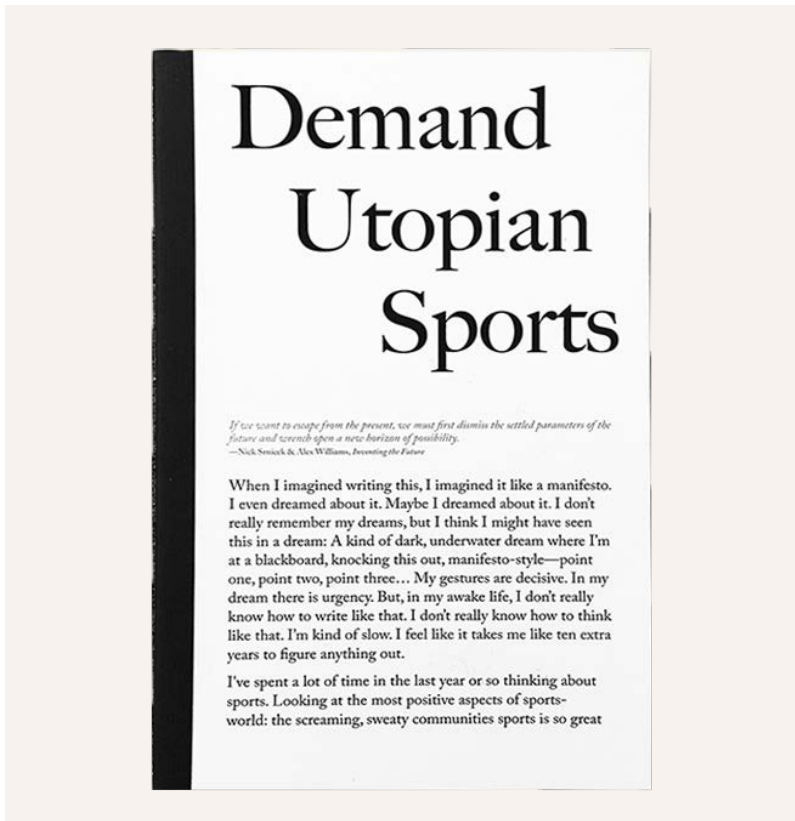 Demand
Utopian
Sports
If we want to escape from the present, we must first dismiss the settled parameters of the
future and wrench open a new horizon of possibility.
—Nick Srnicek & Alex Williams, Inventing the Future
When I imagined writing this, I imagined it like a manifesto.
I even dreamed about it. Maybe I dreamed about it. I don't
really remember my dreams, but I think I might have seen
this in a dream: A kind of dark, underwater dream where I'm
at a blackboard, knocking this out, manifesto-style—point
one, point two, point three… My gestures are decisive. In my
dream there is urgency. But, in my awake life, I don't really
know how to write like that. I don't really know how to think
like that. I'm kind of slow. I feel like it takes me like ten extra
years to figure anything out.
I've spent a lot of time in the last year or so thinking about
sports. Looking at the most positive aspects of sports-
world: the screaming, sweaty communities sports is so great